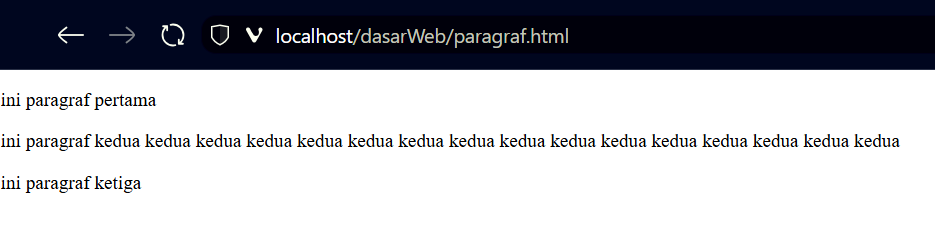 localhost/dasarWeb/paragraf.html
ini paragraf pertama
ini paragraf kedua kedua kedua kedua kedua kedua kedua kedua kedua kedua kedua kedua kedua kedua kedua kedua
ini paragraf ketiga